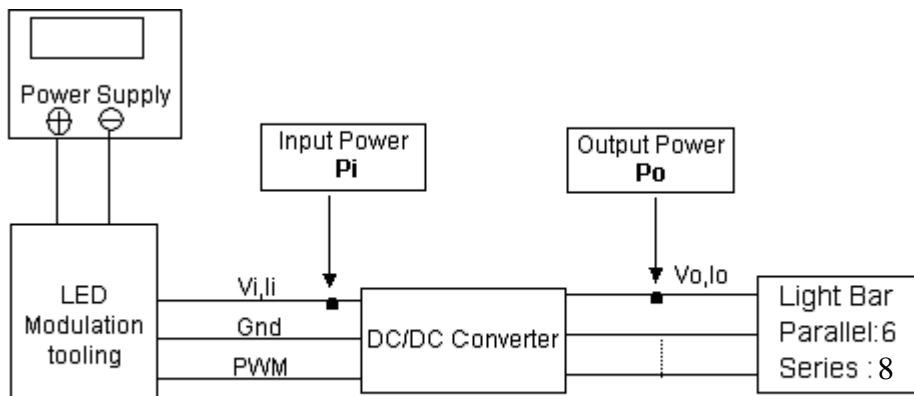 Power Supply
Input Power
Pi
Output Power
Po
Vi,Ii
Gnd
PWM
Vo,Io
LED
Modulation
tooling
DC/DC Converter
Light Bar
Parallel:6
Series : 8